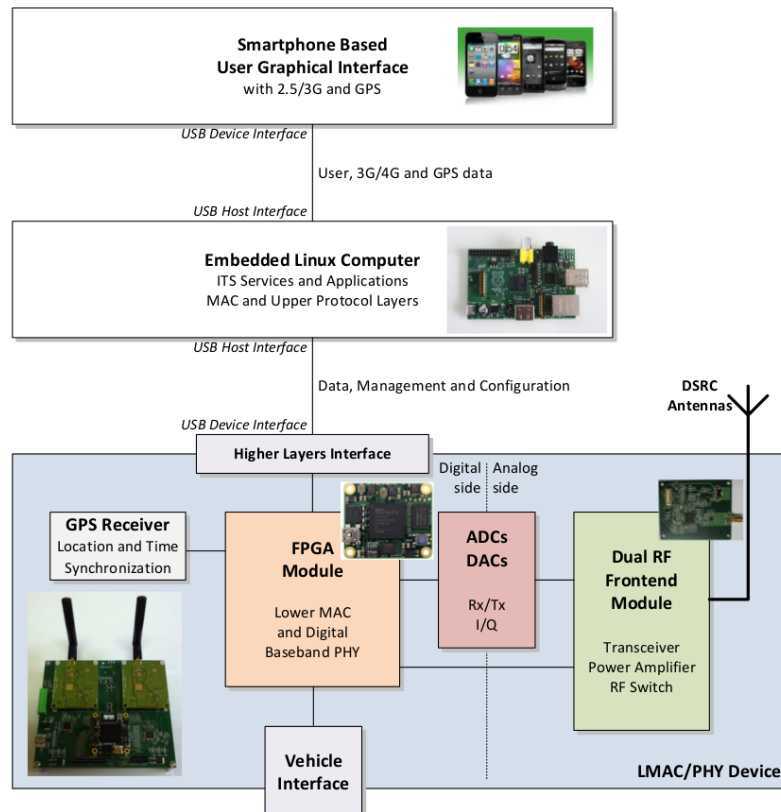 Smartphone Based
User Graphical Interface
with 2.5/3G and GPS
USB Device Interface
User, 3G/4G and GPS data
USB Host Interface
Embedded Linux Computer
ITS Services and Applications
MAC and Upper Protocol Layers
USB Host Interface
Data, Management and Configuration
USB Device Interface
DSRC
Antennas
Higher Layers Interface
Digital
side
Analog
side
GPS Receiver
Location and Time
Synchronization
FPGA
Module
Lower MAC
and Digital
Baseband PHY
ADCs
DACs
Rx/Tx
I/Q
Dual RF
Frontend
Module
Transceiver
Power Amplifier
RF Switch
Vehicle
Interface
LMAC/PHY Device